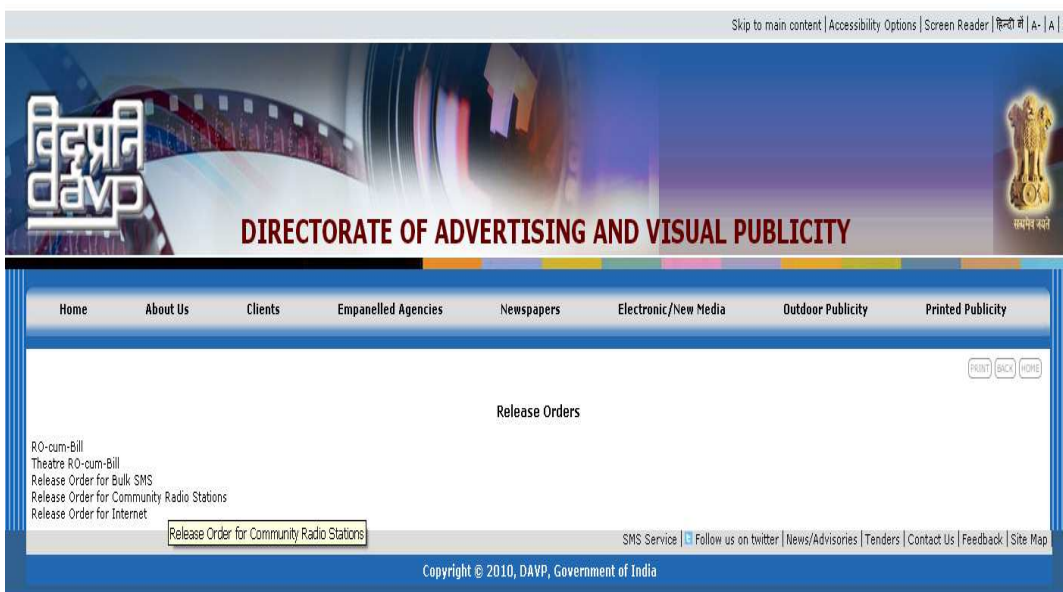 Skip to main content | Accessibility Options | Screen Reader | हिन्दी में | A- | A |
विदृप्रनि
davp
DIRECTORATE OF ADVERTISING AND VISUAL PUBLICITY
सत्यमेव जयते
Home About Us Clients Empanelled Agencies Newspapers Electronic/New Media Outdoor Publicity Printed Publicity
PRINT BACK HOME
Release Orders
RO-cum-Bill
Theatre RO-cum-Bill
Release Order for Bulk SMS
Release Order for Community Radio Stations
Release Order for Internet
Release Order for Community Radio Stations
SMS Service | Follow us on twitter | News/Advisories | Tenders | Contact Us | Feedback | Site Map |
Copyright © 2010, DAVP, Government of India